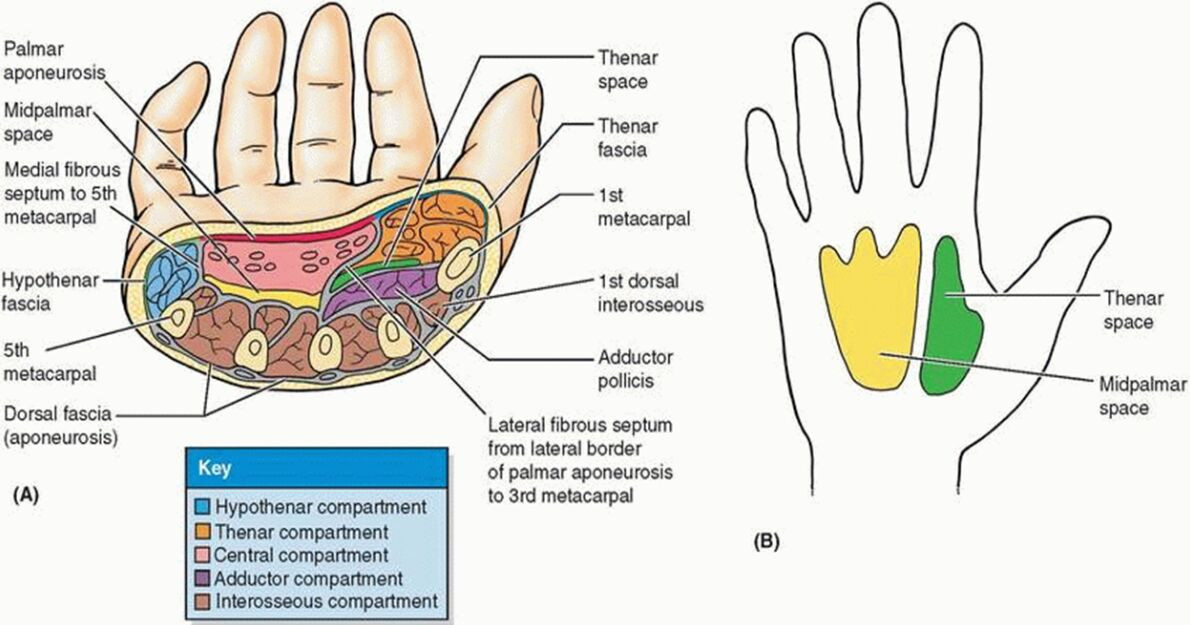 Palmar
aponeurosis
Midpalmar
space
Medial fibrous
septum to 5th
metacarpal
Hypothenar
fascia
5th
metacarpal
Dorsal fascia
(aponeurosis)
(A)
Thenar
space
Thenar
fascia
1st
metacarpal
1st dorsal
interosseous
Adductor
pollicis
Lateral fibrous septum
from lateral border
of palmar aponeurosis
to 3rd metacarpal
Key
Hypothenar compartment
Thenar compartment
Central compartment
Adductor compartment
Interosseous compartment
Thenar
space
Midpalmar
space
(B)